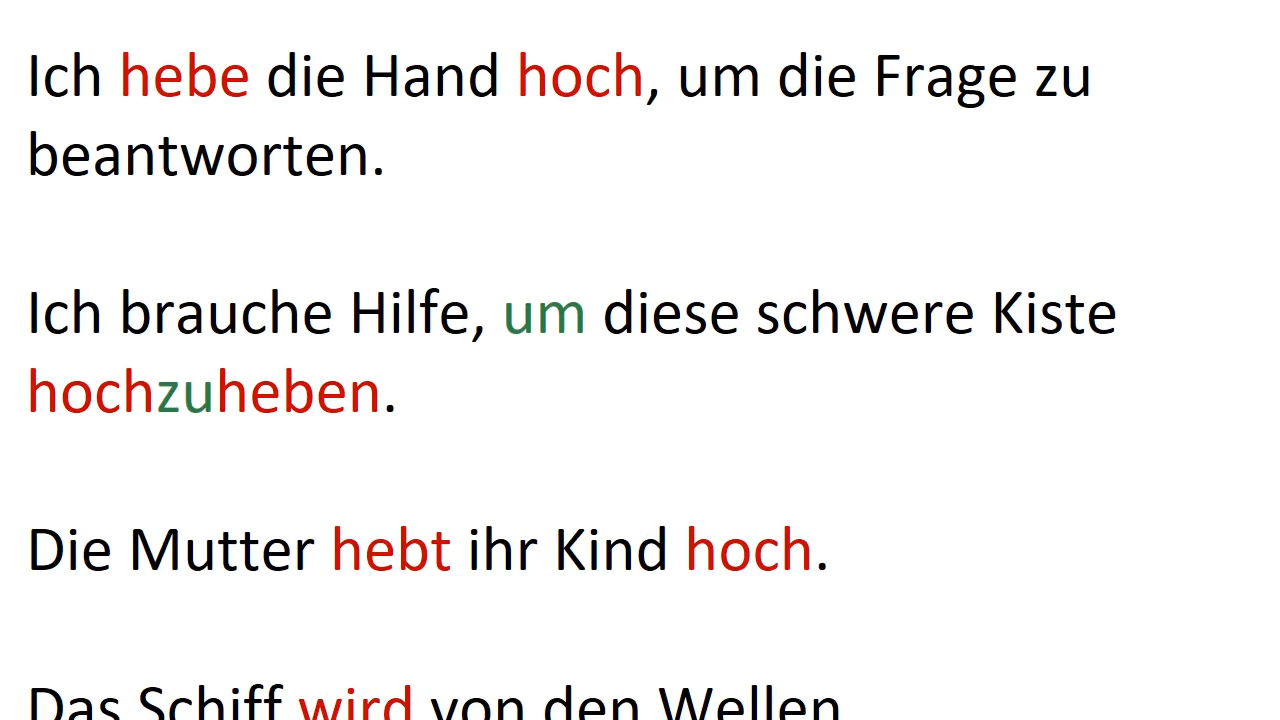 Ich hebe die Hand hoch, um die Frage zu
beantworten.
Ich brauche Hilfe, um diese schwere Kiste
hochzuheben.
Die Mutter hebt ihr Kind hoch.
Das Schiff wird von den Wellen